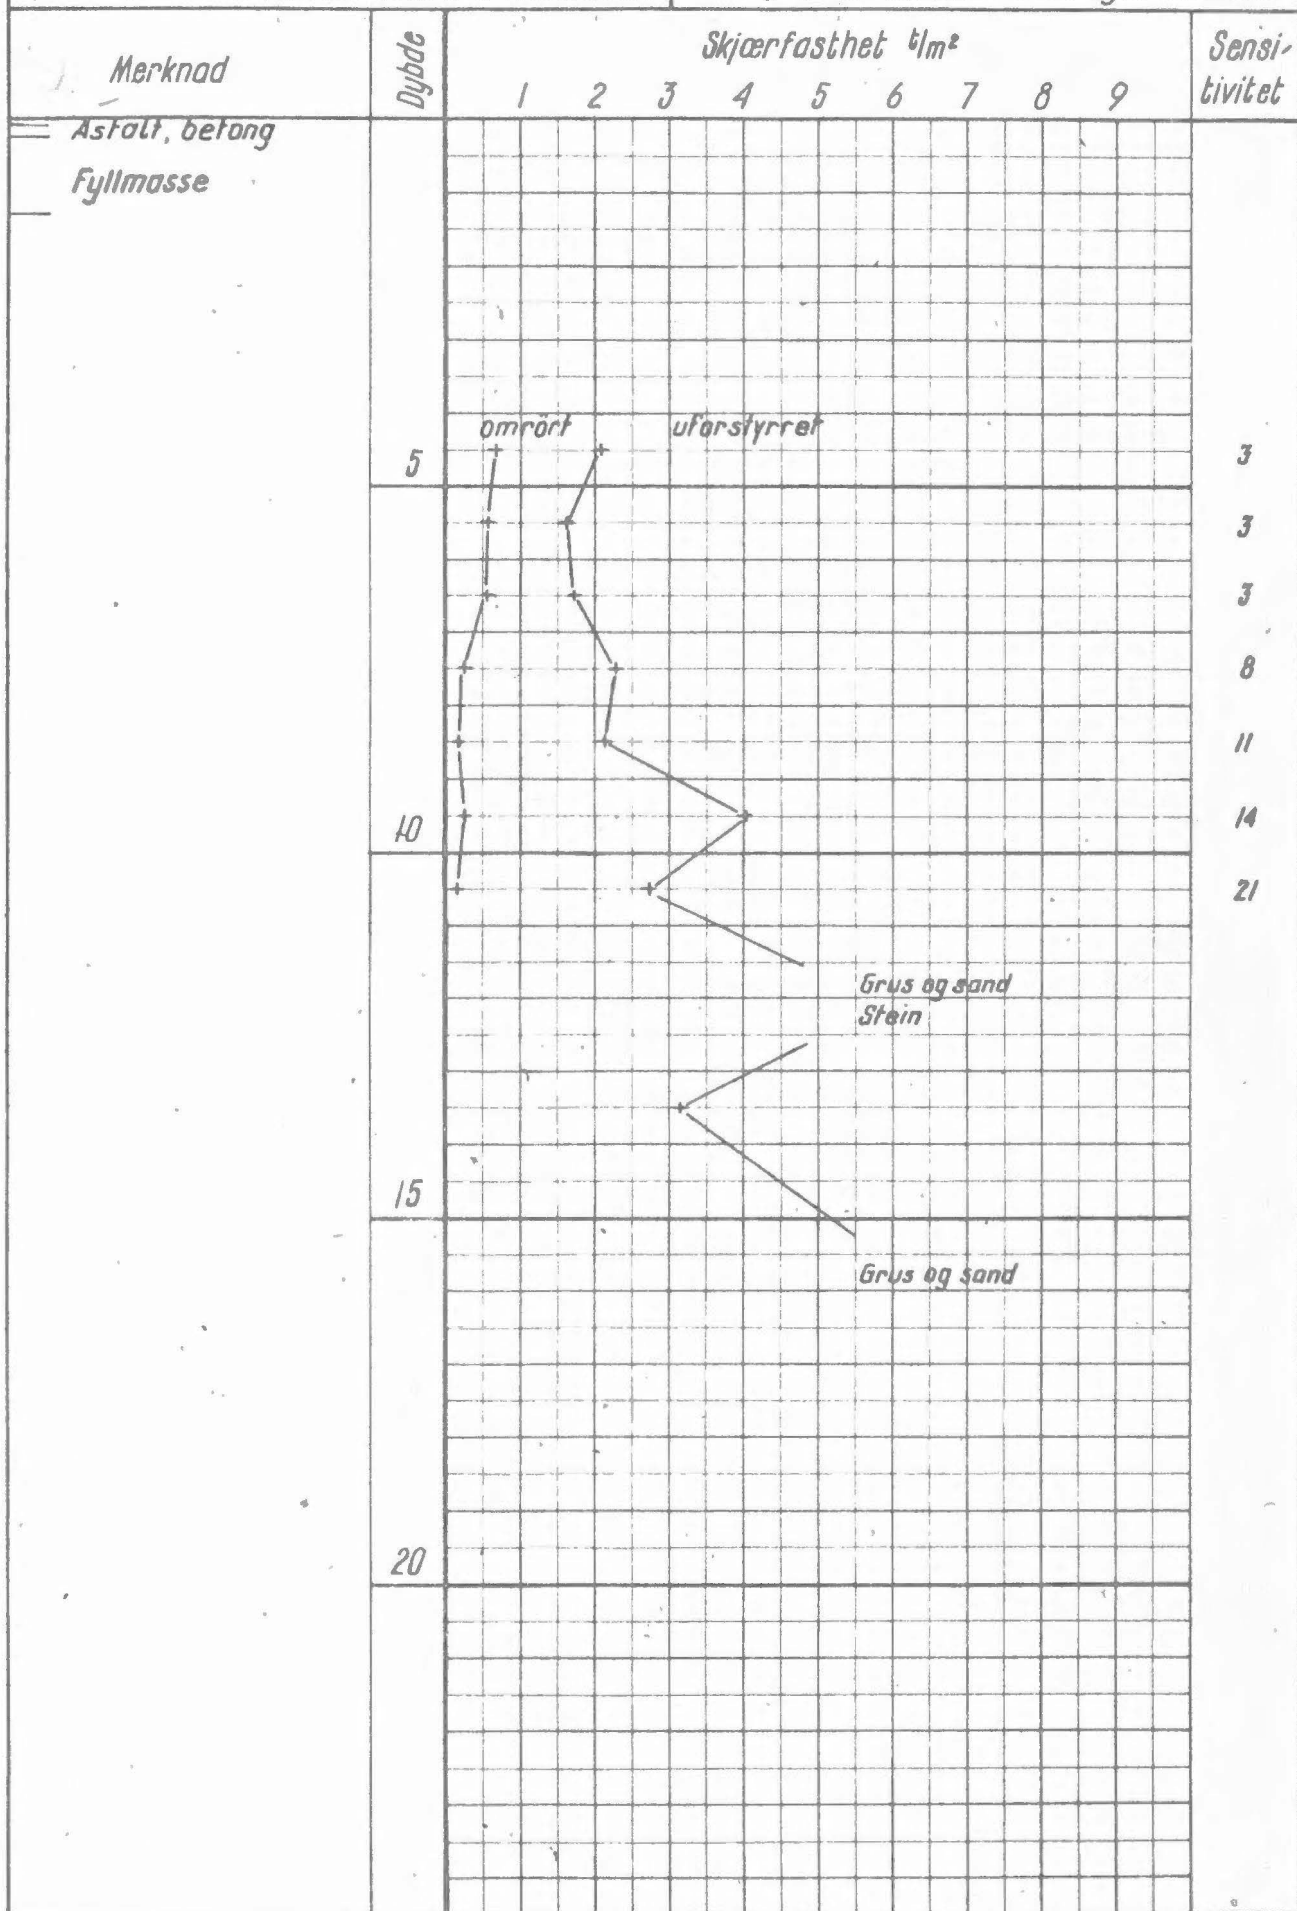 Merknad
Dybde
Skjærfasthet t/m²
1 2 3 4 5 6 7 8 9
Sensi-
tivitet
Asfalt, betong
Fyllmasse
omrört uforstyrret
3
5
3
3
8
11
14
10
21
Grus og sand
Stein
15
Grus og sand
20